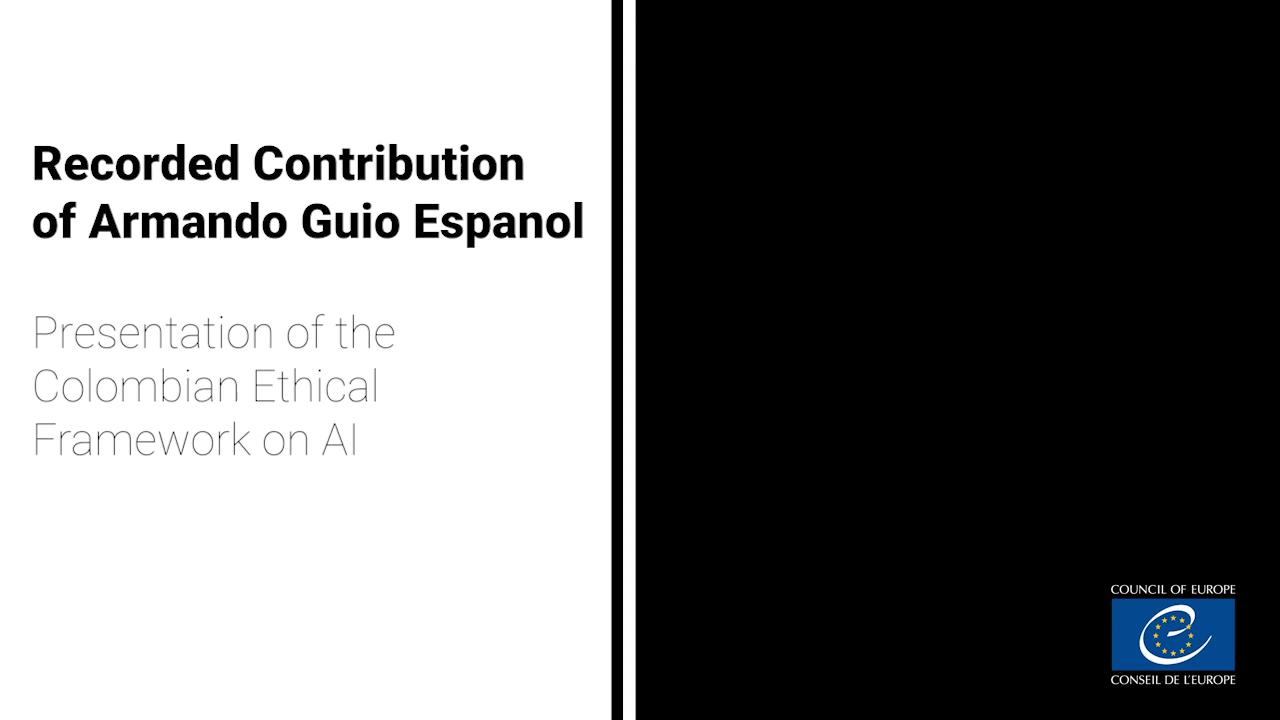 Recorded Contribution
of Armando Guio Espanol
Presentation of the
Colombian Ethical
Framework on AI
COUNCIL OF EUROPE
CONSEIL DE L'EUROPE